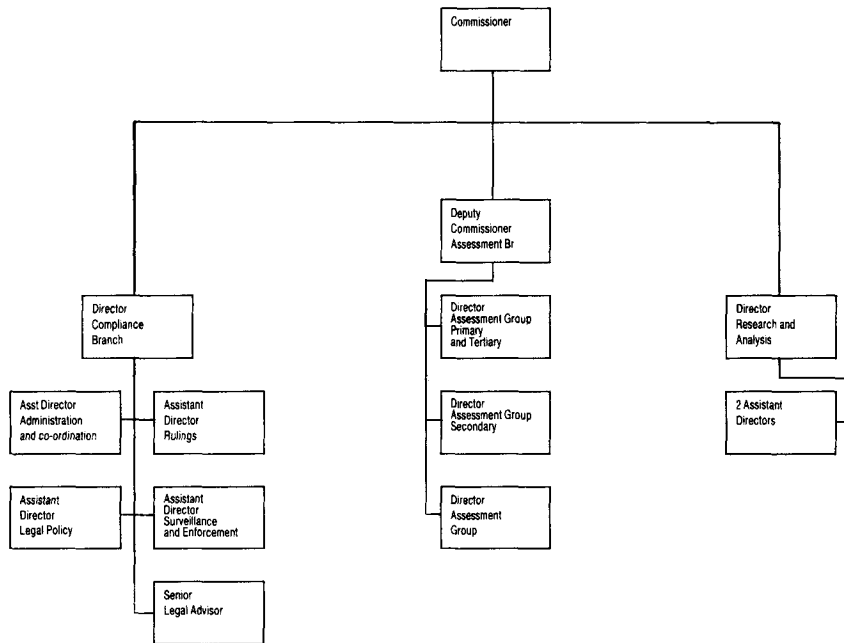 Commissioner
Deputy
Commissioner
Assessment Br
Director
Compliance
Branch
Director
Assessment Group
Primary
and Tertiary
Director
Research and
Analysis
Asst Director
Administration
and co-ordination
Assistant
Director
Rulings
Director
Assessment Group
Secondary
2 Assistant
Directors
Assistant
Director
Legal Policy
Assistant
Director
Surveillance
and Enforcement
Director
Assessment
Group
Senior
Legal Advisor